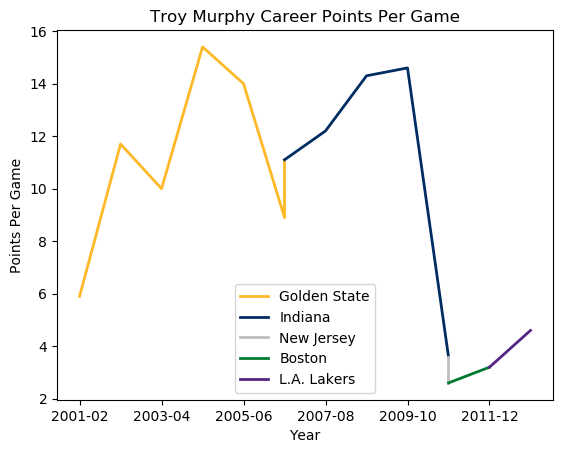 Troy Murphy Career Points Per Game
Points Per Game
16
14
12
10
8
6
4
2
Golden State
Indiana
New Jersey
Boston
L.A. Lakers
2001-02 2003-04 2005-06 2007-08 2009-10 2011-12
Year